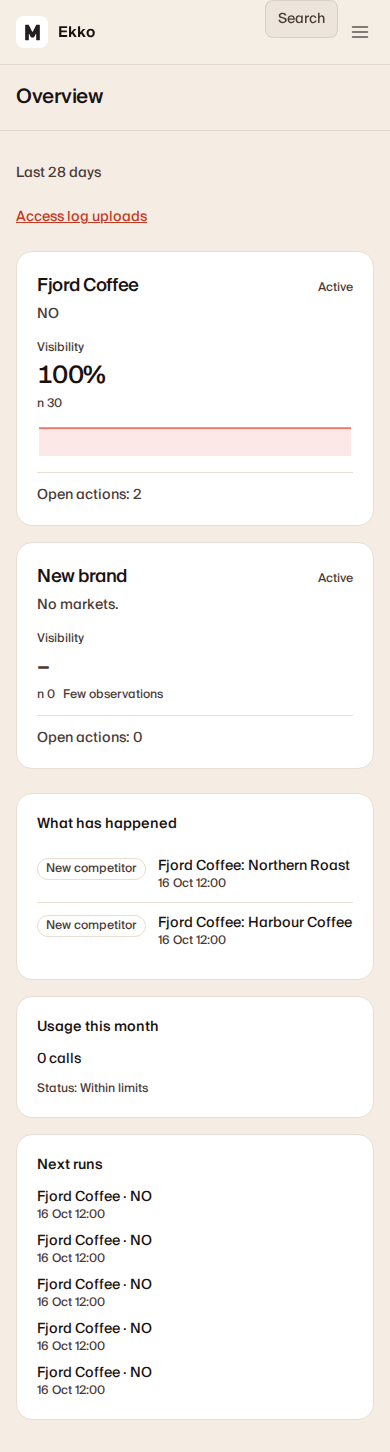 M Ekko
Search
Overview
Last 28 days
Access log uploads
Fjord Coffee
Active
NO
Visibility
100%
n 30
Open actions: 2
New brand
Active
No markets.
Visibility
–
n 0 Few observations
Open actions: 0
What has happened
New competitor
Fjord Coffee: Northern Roast
16 Oct 12:00
New competitor
Fjord Coffee: Harbour Coffee
16 Oct 12:00
Usage this month
0 calls
Status: Within limits
Next runs
Fjord Coffee · NO
16 Oct 12:00
Fjord Coffee · NO
16 Oct 12:00
Fjord Coffee · NO
16 Oct 12:00
Fjord Coffee · NO
16 Oct 12:00
Fjord Coffee · NO
16 Oct 12:00